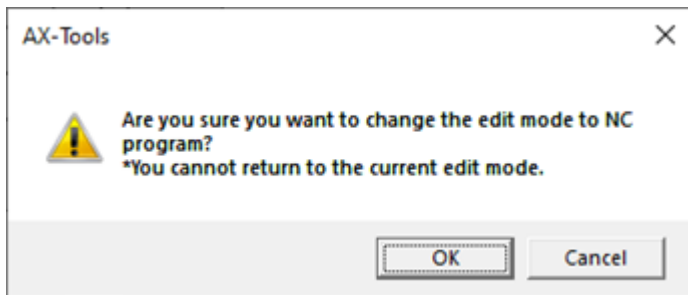 AX-Tools
Are you sure you want to change the edit mode to NC
program?
*You cannot return to the current edit mode.
OK
Cancel